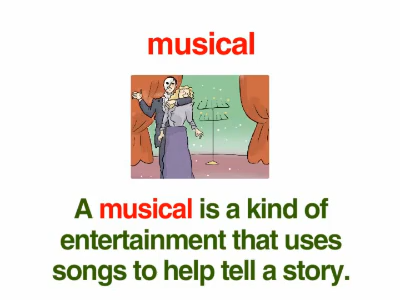 musical
A musical is a kind of
entertainment that uses
songs to help tell a story.